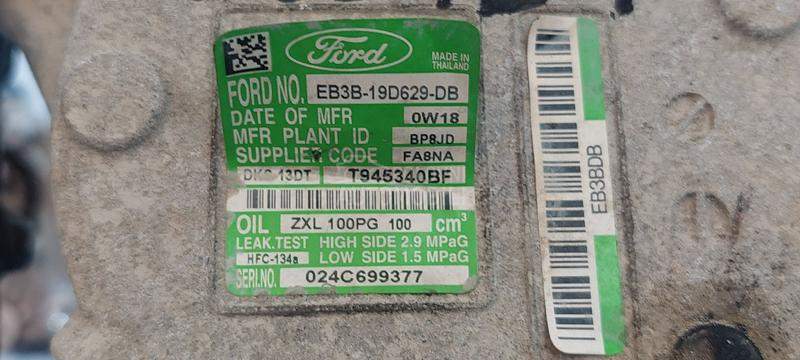 Ford
MADE IN
THAILAND
FORD NO. EB3B-19D629-DB
DATE OF MFR 0W18
MFR PLANT ID BP8JD
SUPPLIER CODE FA8NA
DKS-13DT T945340BF
OIL ZXL 100PG 100 cm³
LEAK.TEST HIGH SIDE 2.9 MPaG
HFC-134a LOW SIDE 1.5 MPaG
SERI.NO. 024C699377
EB3BDB